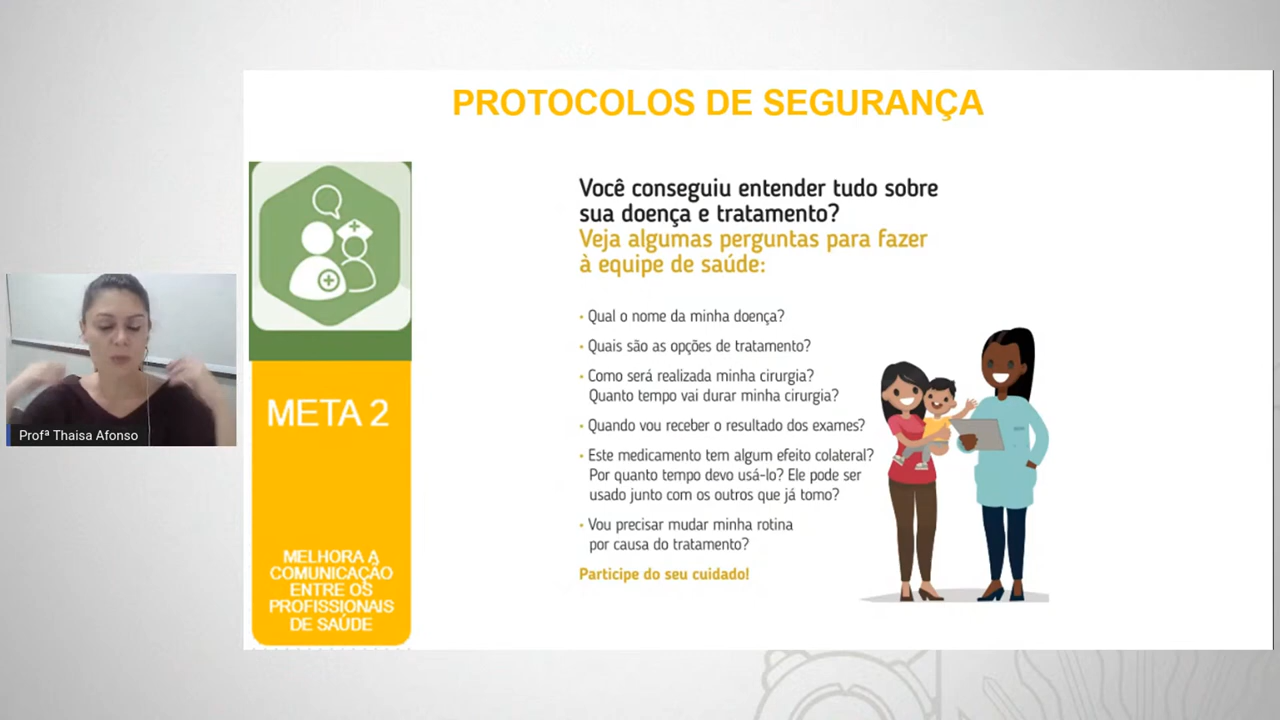 PROTOCOLOS DE SEGURANÇA
Você conseguiu entender tudo sobre
sua doença e tratamento?
Veja algumas perguntas para fazer
à equipe de saúde:
• Qual o nome da minha doença?
• Quais são as opções de tratamento?
• Como será realizada minha cirurgia?
Quanto tempo vai durar minha cirurgia?
• Quando vou receber o resultado dos exames?
• Este medicamento tem algum efeito colateral?
Por quanto tempo devo usá-lo? Ele pode ser
usado junto com os outros que já tomo?
• Vou precisar mudar minha rotina
por causa do tratamento?
Participe do seu cuidado!
META 2
MELHORA A
COMUNICAÇÃO
ENTRE OS
PROFISSIONAIS
DE SAÚDE
Profª Thaisa Afonso